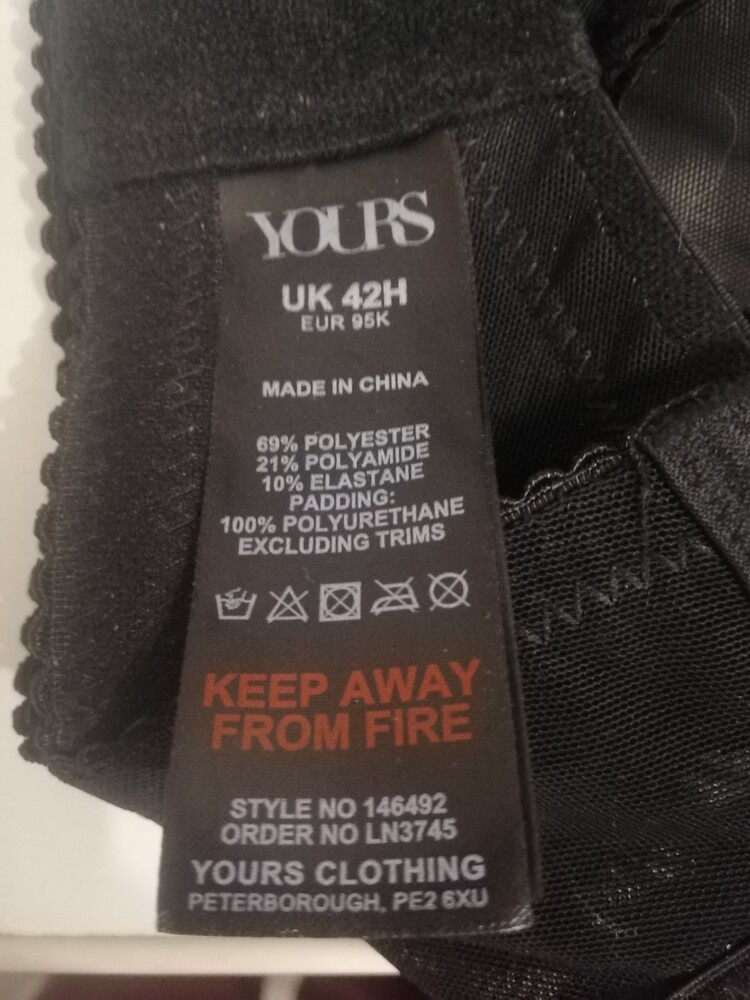 YOURS
UK 42H
EUR 95K
MADE IN CHINA
69% POLYESTER
21% POLYAMIDE
10% ELASTANE
PADDING:
100% POLYURETHANE
EXCLUDING TRIMS
KEEP AWAY
FROM FIRE
STYLE NO 146492
ORDER NO LN3745
YOURS CLOTHING
PETERBOROUGH, PE2 6XU